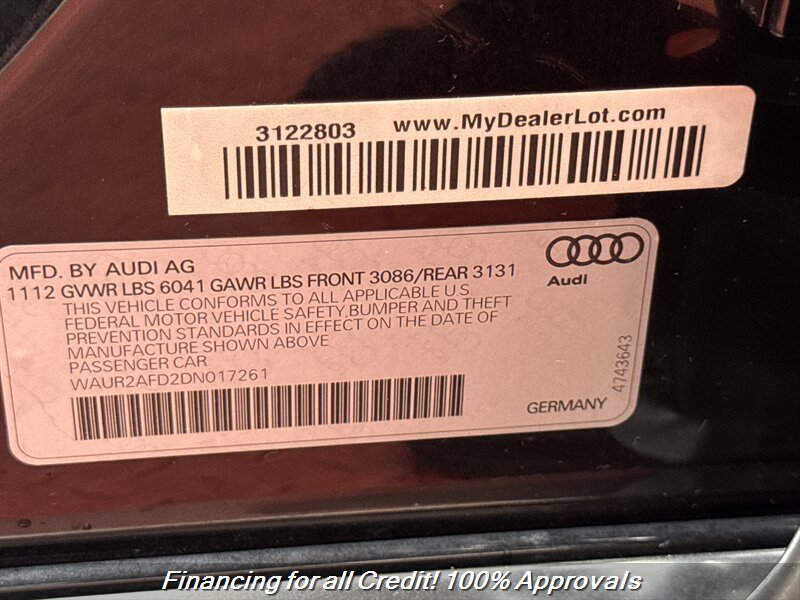 3122803 www.MyDealerLot.com
MFD. BY AUDI AG
1112 GVWR LBS 6041 GAWR LBS FRONT 3086/REAR 3131
THIS VEHICLE CONFORMS TO ALL APPLICABLE U.S.
FEDERAL MOTOR VEHICLE SAFETY,BUMPER AND THEFT
PREVENTION STANDARDS IN EFFECT ON THE DATE OF
MANUFACTURE SHOWN ABOVE
PASSENGER CAR
WAUR2AFD2DN017261
Audi
4743643
GERMANY
Financing for all Credit! 100% Approvals